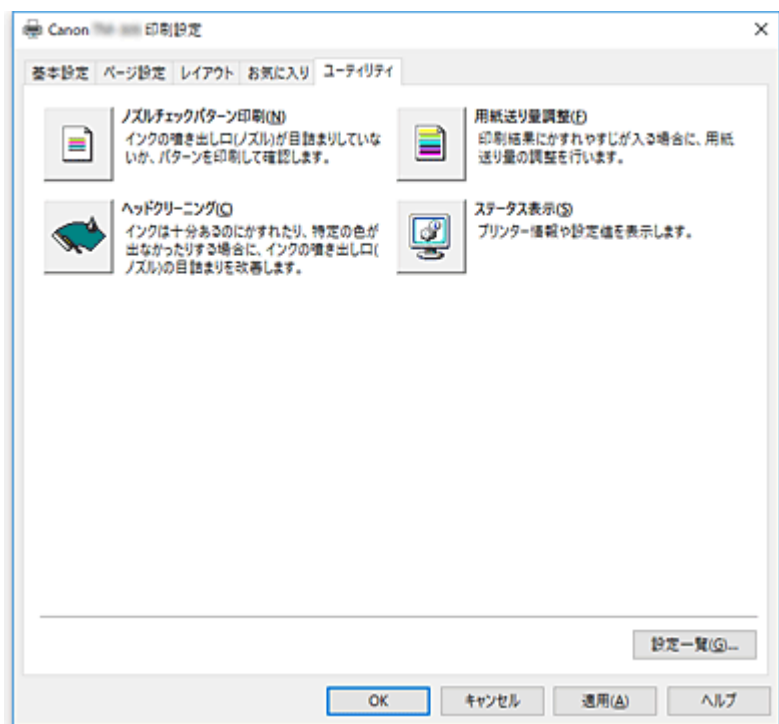 Canon 印刷設定
基本設定 ページ設定 レイアウト お気に入り ユーティリティ
ノズルチェックパターン印刷(N)
インクの噴き出し口(ノズル)が目詰まりしていな
いか、パターンを印刷して確認します。
用紙送り量調整(F)
印刷結果にかすれやすじが入る場合に、用紙
送り量の調整を行います。
ヘッドクリーニング(C)
インクは十分あるのにかすれたり、特定の色が
出なかったりする場合に、インクの噴き出し口(
ノズル)の目詰まりを改善します。
ステータス表示(S)
プリンター情報や設定値を表示します。
設定一覧(G)...
OK キャンセル 適用(A) ヘルプ